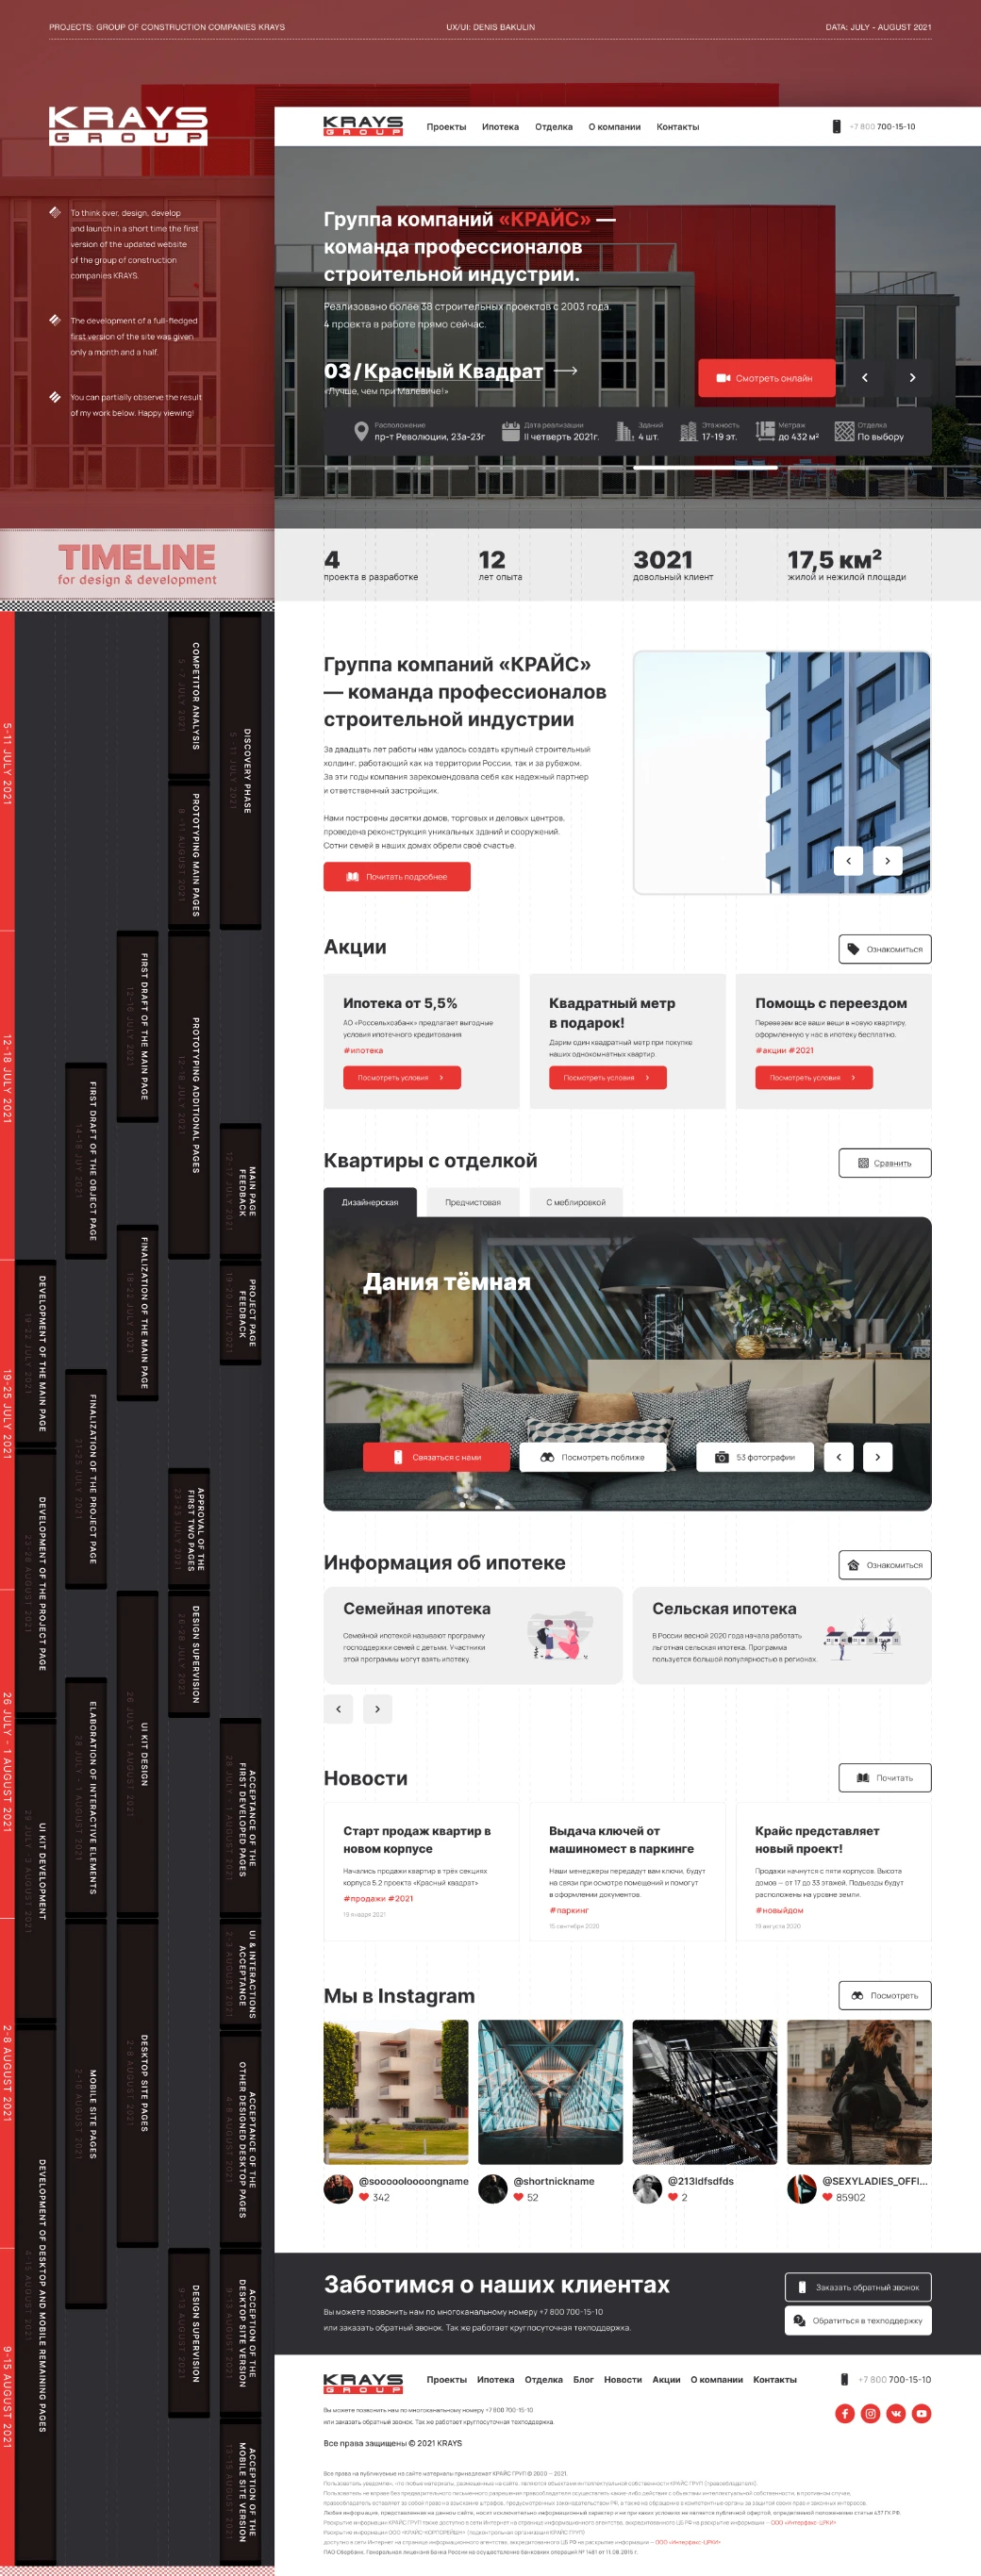 PROJECTS: GROUP OF CONSTRUCTION COMPANIES KRAYS
UX/UI: DENIS BAKULIN
DATA: JULY - AUGUST 2021
KRAYS
GROUP
To think over, design, develop
and launch in a short time the first
version of the updated website
of the group of construction
companies KRAYS.
The development of a full-fledged
first version of the site was given
only a month and a half.
You can partially observe the result
of my work below. Happy viewing!
TIMELINE
for design & development
5-11 JULY 2021
12-18 JULY 2021
19-25 JULY 2021
26 JULY - 1 AUGUST 2021
2-8 AUGUST 2021
9-15 AUGUST 2021
COMPETITOR ANALYSIS
5-7 JULY 2021
DISCOVERY PHASE
5-11 JULY 2021
PROTOTYPING MAIN PAGES
8-11 AUGUST 2021
FIRST DRAFT OF THE MAIN PAGE
12-16 JULY 2021
PROTOTYPING ADDITIONAL PAGES
12-18 JULY 2021
FIRST DRAFT OF THE OBJECT PAGE
14-18 JUY 2021
MAIN PAGE
FEEDBACK
12-17 JULY 2021
FINALIZATION OF THE MAIN PAGE
18-22 JULY 2021
PROJECT PAGE
FEEDBACK
19-20 JULY 2021
DEVELOPMENT OF THE MAIN PAGE
19-22 JULY 2021
FINALIZATION OF THE PROJECT PAGE
21-25 JULY 2021
DEVELOPMENT OF THE PROJECT PAGE
APPROVAL OF THE
FIRST TWO PAGES
23-25 JULY 2021
DESIGN SUPERVISION
26-28 JULY 2021
UI KIT DESIGN
26 JULY - 1 AUGUST 2021
ELABORATION OF INTERACTIVE ELEMENTS
28 JULY - 1 AUGUST 2021
ACCEPTANCE OF THE
FIRST DEVELOPED PAGES
28 JULY - 1 AUGUST 2021
UI KIT DEVELOPMENT
UI & INTERACTIONS
ACCEPTANCE
2-3 AUGUST 2021
DESKTOP SITE PAGES
2-8 AUGUST 2021
MOBILE SITE PAGES
2-10 AUGUST 2021
ACCEPTANCE OF THE
OTHER DESIGNED DESKTOP PAGES
4-8 AUGUST 2021
DEVELOPMENT OF DESKTOP AND MOBILE REMAINING PAGES
4-15 AUGUST 2021
DESIGN SUPERVISION
9-13 AUGUST 2021
ACCEPTION OF THE
DESKTOP SITE VERSION
9-13 AUGUST 2021
ACCEPTION OF THE
MOBILE SITE VERSION
13-15 AUGUST 2021
KRAYS
GROUP
Проекты Ипотека Отделка О компании Контакты
+7 800 700-15-10
Группа компаний «КРАЙС» —
команда профессионалов
строительной индустрии.
Реализовано более 38 строительных проектов с 2003 года.
4 проекта в работе прямо сейчас.
03/Красный Квадрат
«Лучше, чем при Малевиче!»
Смотреть онлайн
Расположение
пр-т Революции, 23а-23г
Дата реализации
II четверть 2021г.
Зданий
4 шт.
Этажность
17-19 эт.
Метраж
до 432 м²
Отделка
По выбору
4
проекта в разработке
12
лет опыта
3021
довольный клиент
17,5 км²
жилой и нежилой площади
Группа компаний «КРАЙС»
— команда профессионалов
строительной индустрии
За двадцать лет работы нам удалось создать крупный строительный
холдинг, работающий как на территории России, так и за рубежом.
За эти годы компания зарекомендовала себя как надежный партнер
и ответственный застройщик.
Нами построены десятки домов, торговых и деловых центров,
проведена реконструкция уникальных зданий и сооружений.
Сотни семей в наших домах обрели своё счастье.
Почитать подробнее
Акции
Ознакомиться
Ипотека от 5,5%
АО «Россельхозбанк» предлагает выгодные
условия ипотечного кредитования
#ипотека
Посмотреть условия
Квадратный метр
в подарок!
Дарим один квадратный метр при покупке
наших однокомнатных квартир
Посмотреть условия
Помощь с переездом
Перевезем все ваши вещи в новую квартиру,
оформленную у нас в ипотеку бесплатно.
#акции #2021
Посмотреть условия
Квартиры с отделкой
Сравнить
Дизайнерская
Предчистовая
С меблировкой
Дания тёмная
Связаться с нами
Посмотреть поближе
53 фотографии
Информация об ипотеке
Ознакомиться
Семейная ипотека
Семейной ипотекой называют программу
господдержки семей с детьми. Участники
этой программы могут взять ипотеку.
Сельская ипотека
В России весной 2020 года начала работать
льготная сельская ипотека. Программа
пользуется большой популярностью в регионах.
Новости
Почитать
Старт продаж квартир в
новом корпусе
Начались продажи квартир в трёх секциях
корпуса 5.2 проекта «Красный квадрат»
#продажи #2021
19 января 2021
Выдача ключей от
машиномест в паркинге
Наши менеджеры передадут вам ключи, будут
на связи при осмотре помещений и помогут
в оформлении документов.
#паркинг
15 сентября 2020
Крайс представляет
новый проект!
Продажи начнутся с пяти корпусов. Высота
домов — от 17 до 33 этажей. Подъезды будут
расположены на уровне земли.
#новыйдом
19 августа 2020
Мы в Instagram
Посмотреть
@soooooloooongname
342
@shortnickname
52
@213ldfsdfds
2
@SEXYLADIES_OFFI...
85902
Заботимся о наших клиентах
Вы можете позвонить нам по многоканальному номеру +7 800 700-15-10
или заказать обратный звонок. Так же работает круглосуточная техподдержка.
Заказать обратный звонок
Обратиться в техподдержку
KRAYS
GROUP
Проекты Ипотека Отделка Блог Новости Акции О компании Контакты
+7 800 700-15-10
Вы можете позвонить нам по многоканальному номеру +7 800 700-15-10
или заказать обратный звонок. Так же работает круглосуточная техподдержка.
Все права защищены © 2021 KRAYS
Все права на публикуемые на сайте материалы принадлежат КРАЙС ГРУП © 2000 – 2021.